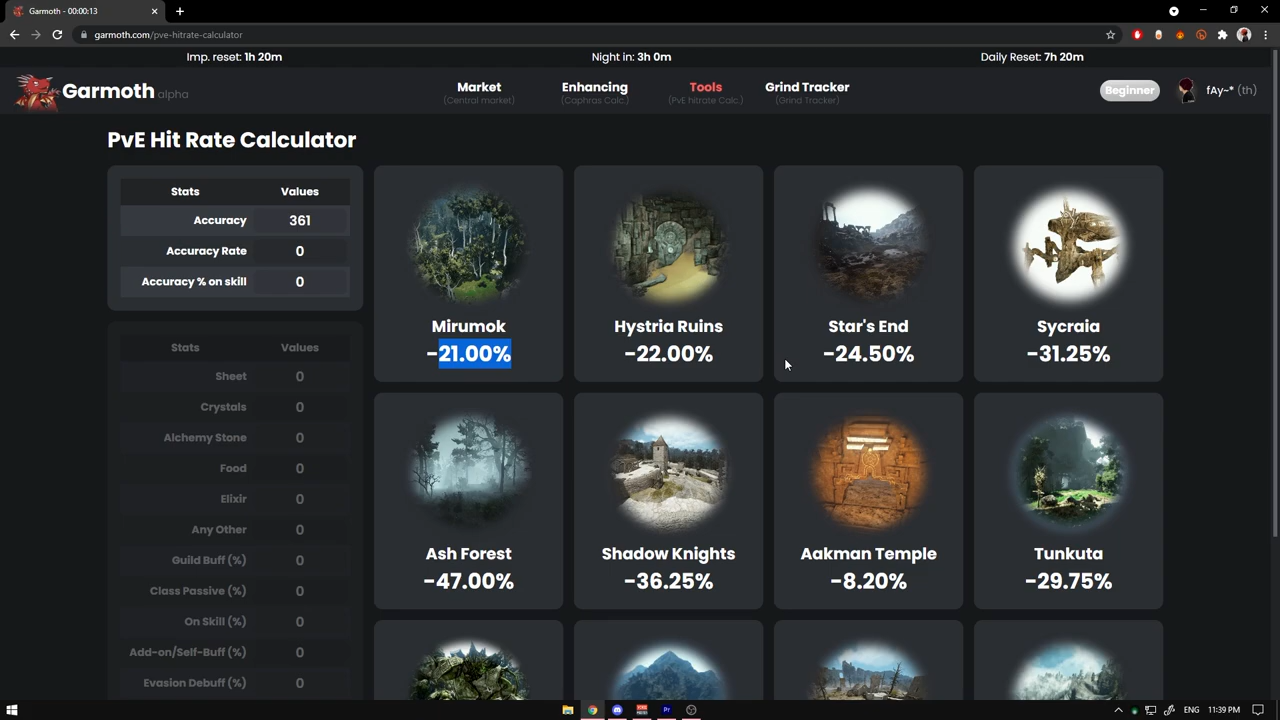 Garmoth - 00:00:13
garmoth.com/pve-hitrate-calculator
Imp. reset: 1h 20m
Night in: 3h 0m
Daily Reset: 7h 20m
Garmoth alpha
Market
(Central market)
Enhancing
(Caphras Calc.)
Tools
(PvE hitrate Calc.)
Grind Tracker
(Grind Tracker)
Beginner
fAy~* (th)
PvE Hit Rate Calculator
Stats Values
Accuracy 361
Accuracy Rate 0
Accuracy % on skill 0
Stats Values
Sheet 0
Crystals 0
Alchemy Stone 0
Food 0
Elixir 0
Any Other 0
Guild Buff (%) 0
Class Passive (%) 0
On Skill (%) 0
Add-on/Self-Buff (%) 0
Evasion Debuff (%) 0
Mirumok
-21.00%
Hystria Ruins
-22.00%
Star's End
-24.50%
Sycraia
-31.25%
Ash Forest
-47.00%
Shadow Knights
-36.25%
Aakman Temple
-8.20%
Tunkuta
-29.75%
ENG 11:39 PM